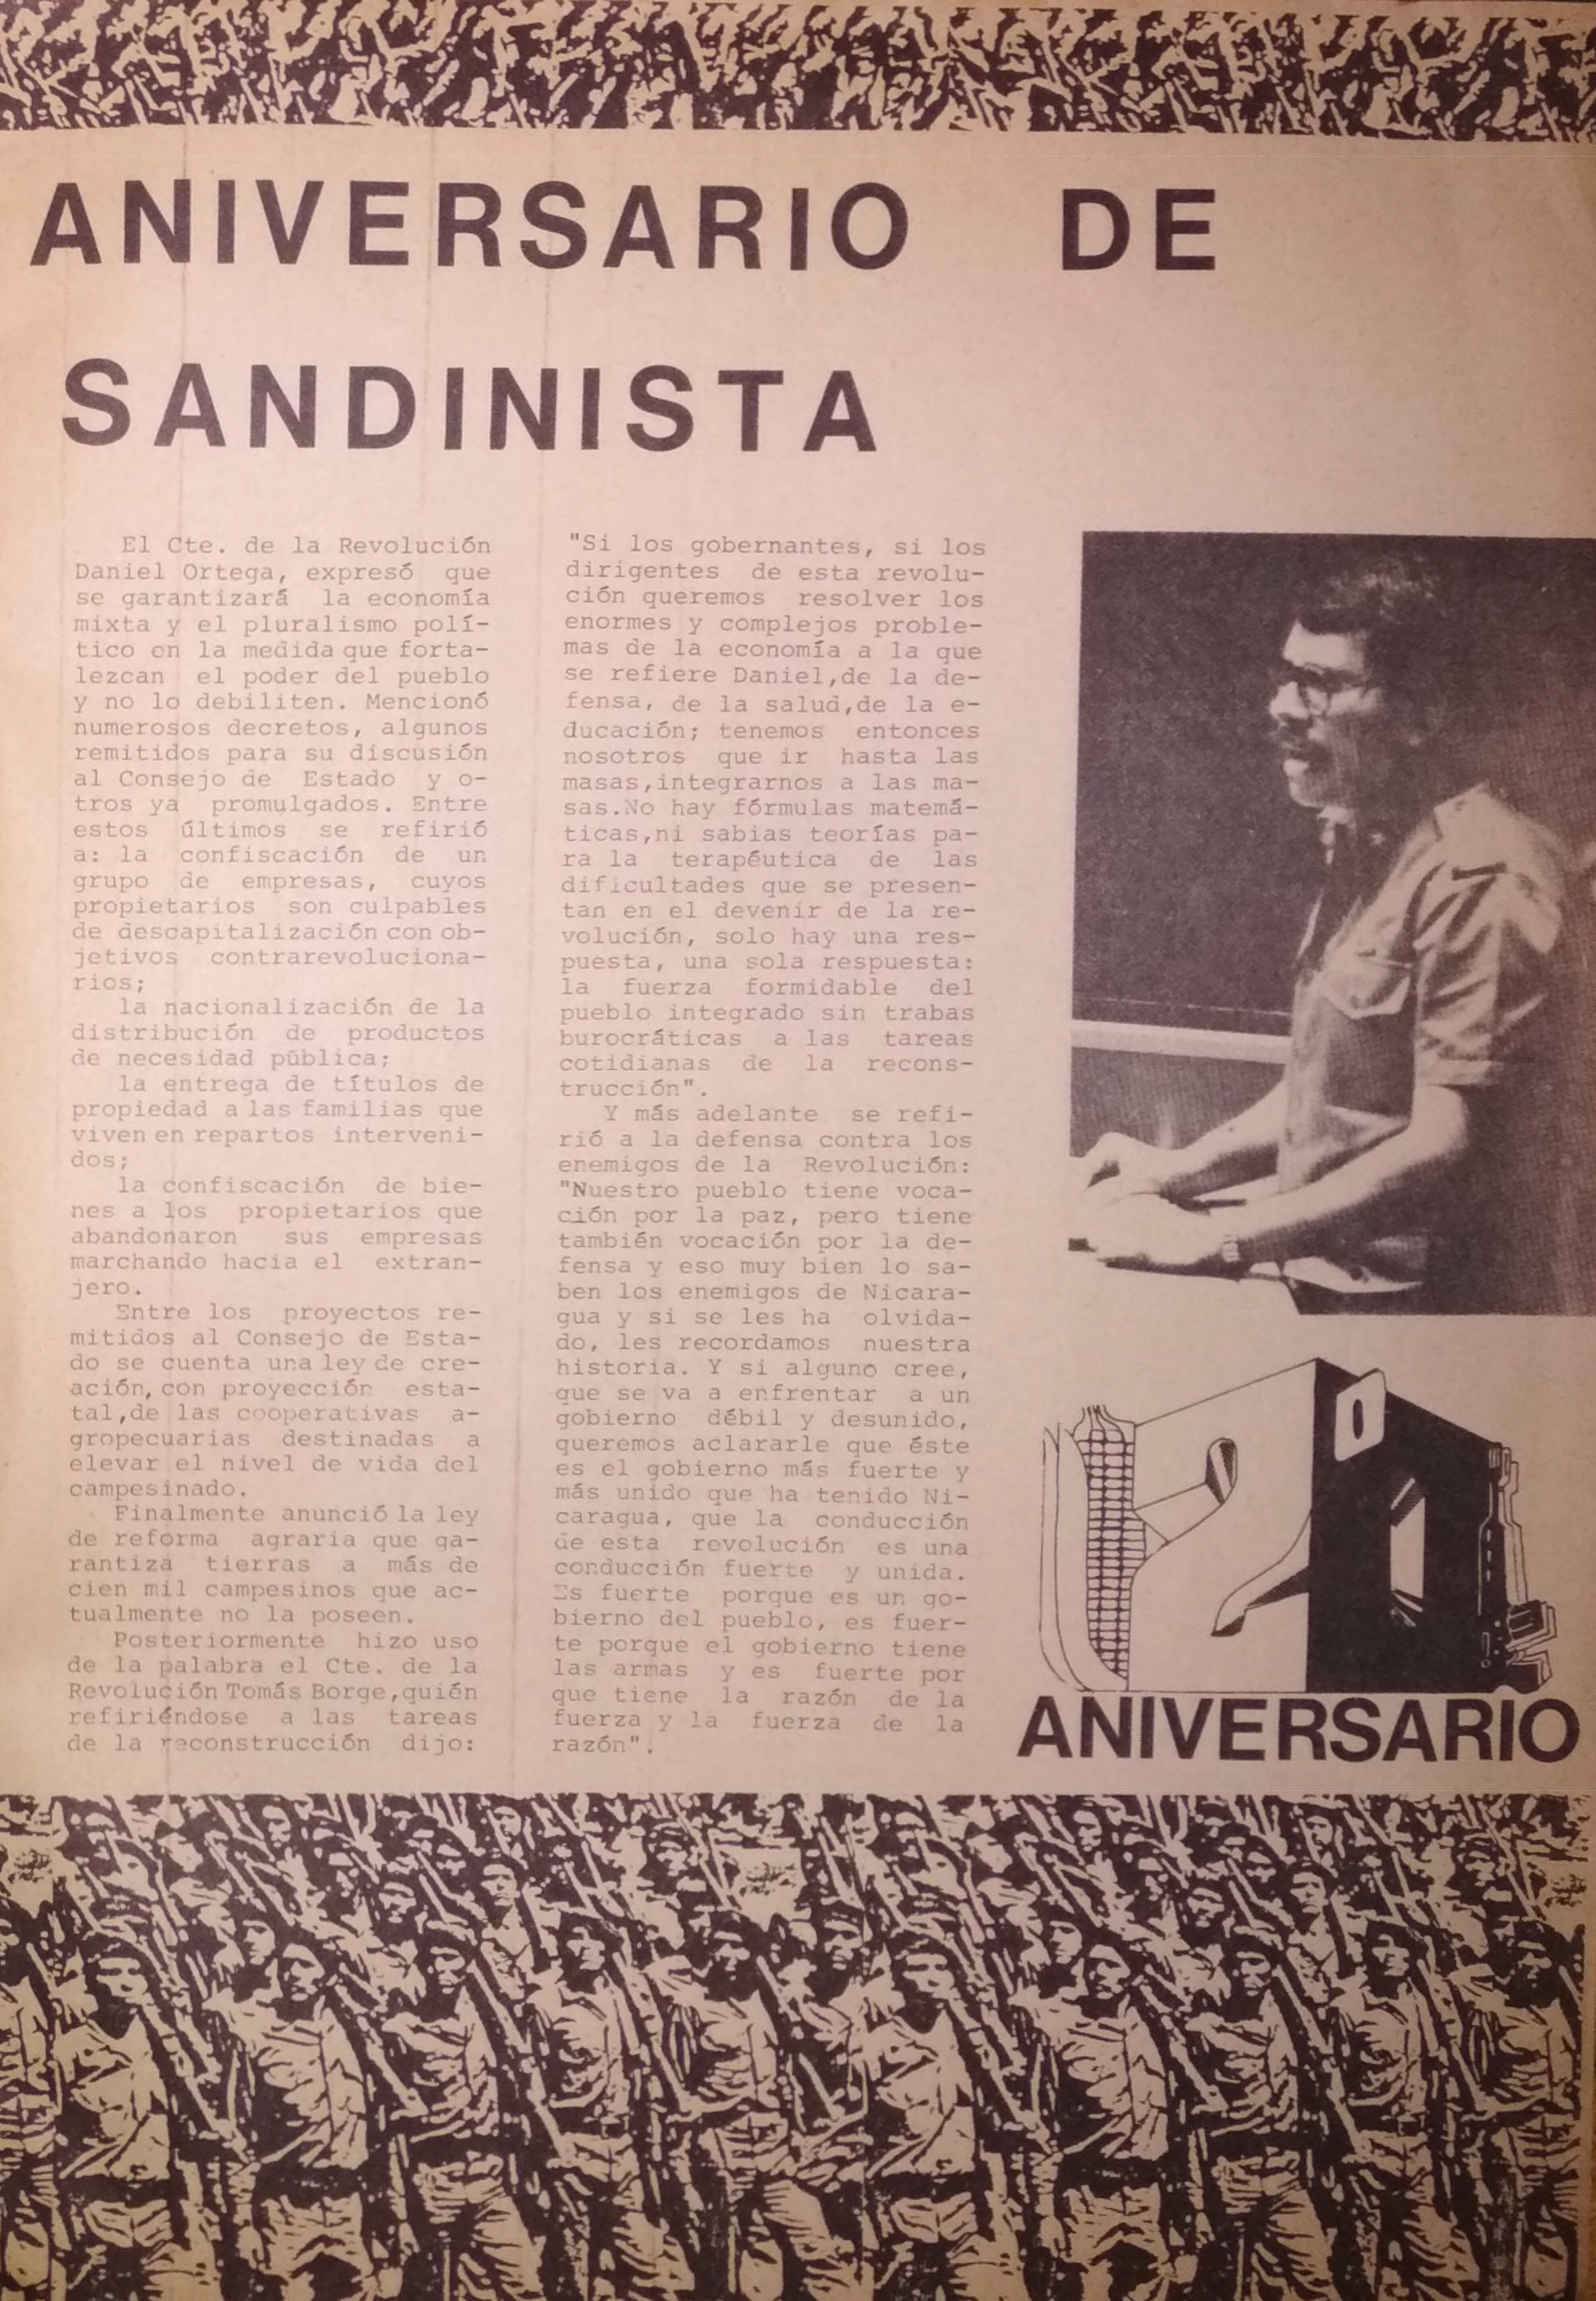 ANIVERSARIO DE
SANDINISTA
El Cte. de la Revolución
Daniel Ortega, expresó que
se garantizará la economía
mixta y el pluralismo polí-
tico en la medida que forta-
lezcan el poder del pueblo
y no lo debiliten. Mencionó
numerosos decretos, algunos
remitidos para su discusión
al Consejo de Estado y o-
tros ya promulgados. Entre
estos últimos se refirió
a: la confiscación de un
grupo de empresas, cuyos
propietarios son culpables
de descapitalización con ob-
jetivos contrarevoluciona-
rios;
la nacionalización de la
distribución de productos
de necesidad pública;
la entrega de títulos de
propiedad a las familias que
viven en repartos interveni-
dos;
la confiscación de bie-
nes a los propietarios que
abandonaron sus empresas
marchando hacia el extran-
jero.
Entre los proyectos re-
mitidos al Consejo de Esta-
do se cuenta una ley de cre-
ación, con proyección esta-
tal,de las cooperativas a-
gropecuarias destinadas a
elevar el nivel de vida del
campesinado.
Finalmente anunció la ley
de reforma agraria que ga-
rantiza tierras a más de
cien mil campesinos que ac-
tualmente no la poseen.
Posteriormente hizo uso
de la palabra el Cte. de la
Revolución Tomás Borge,quién
refiriéndose a las tareas
de la reconstrucción dijo:
"Si los gobernantes, si los
dirigentes de esta revolu-
ción queremos resolver los
enormes y complejos proble-
mas de la economía a la que
se refiere Daniel,de la de-
fensa, de la salud,de la e-
ducación; tenemos entonces
nosotros que ir hasta las
masas,integrarnos a las ma-
sas.No hay fórmulas matemá-
ticas,ni sabias teorías pa-
ra la terapéutica de las
dificultades que se presen-
tan en el devenir de la re-
volución, solo hay una res-
puesta, una sola respuesta:
la fuerza formidable del
pueblo integrado sin trabas
burocráticas a las tareas
cotidianas de la recons-
trucción".
Y más adelante se refi-
rió a la defensa contra los
enemigos de la Revolución:
"Nuestro pueblo tiene voca-
ción por la paz, pero tiene
también vocación por la de-
fensa y eso muy bien lo sa-
ben los enemigos de Nicara-
gua y si se les ha olvida-
do, les recordamos nuestra
historia. Y si alguno cree,
que se va a enfrentar a un
gobierno débil y desunido,
queremos aclararle que éste
es el gobierno más fuerte y
más unido que ha tenido Ni-
caragua, que la conducción
de esta revolución es una
conducción fuerte y unida.
Es fuerte porque es un go-
bierno del pueblo, es fuer-
te porque el gobierno tiene
las armas y es fuerte por
que tiene la razón de la
fuerza y la fuerza de la
razón".
20
ANIVERSARIO